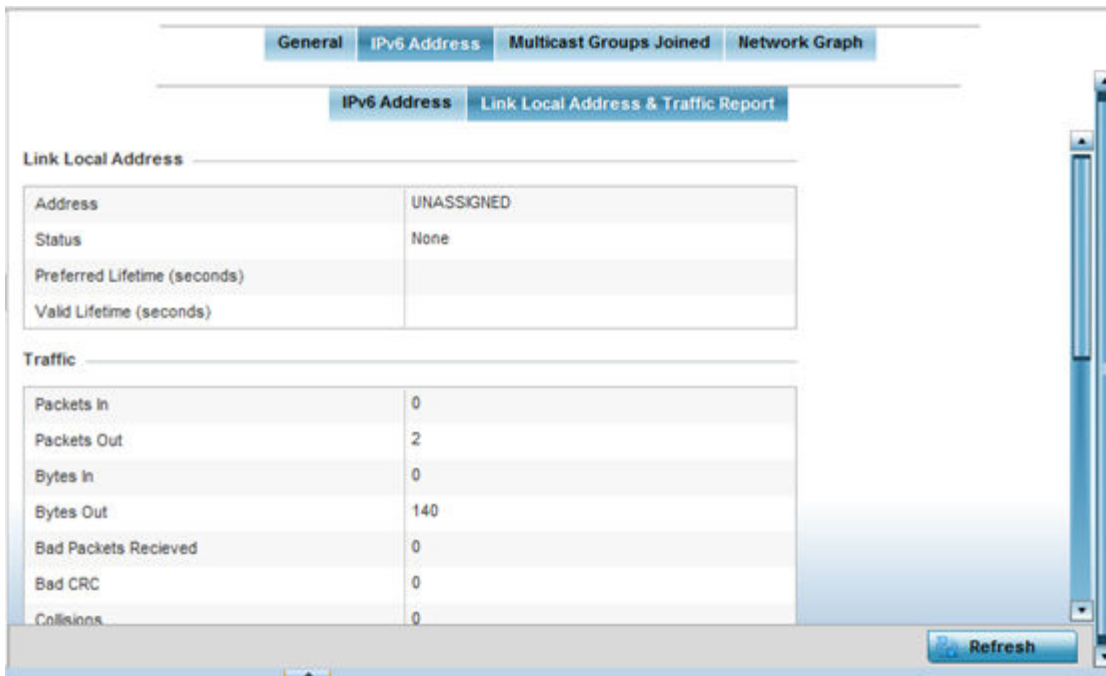 General IPv6 Address Multicast Groups Joined Network Graph
IPv6 Address Link Local Address & Traffic Report
Link Local Address
Address UNASSIGNED
Status None
Preferred Lifetime (seconds)
Valid Lifetime (seconds)
Traffic
Packets In 0
Packets Out 2
Bytes In 0
Bytes Out 140
Bad Packets Recieved 0
Bad CRC 0
Collisions 0
Refresh